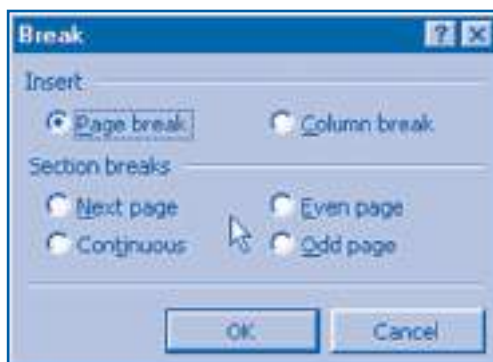 Break
Insert
Page break Column break
Section breaks
Next page Even page
Continuous Odd page
OK Cancel